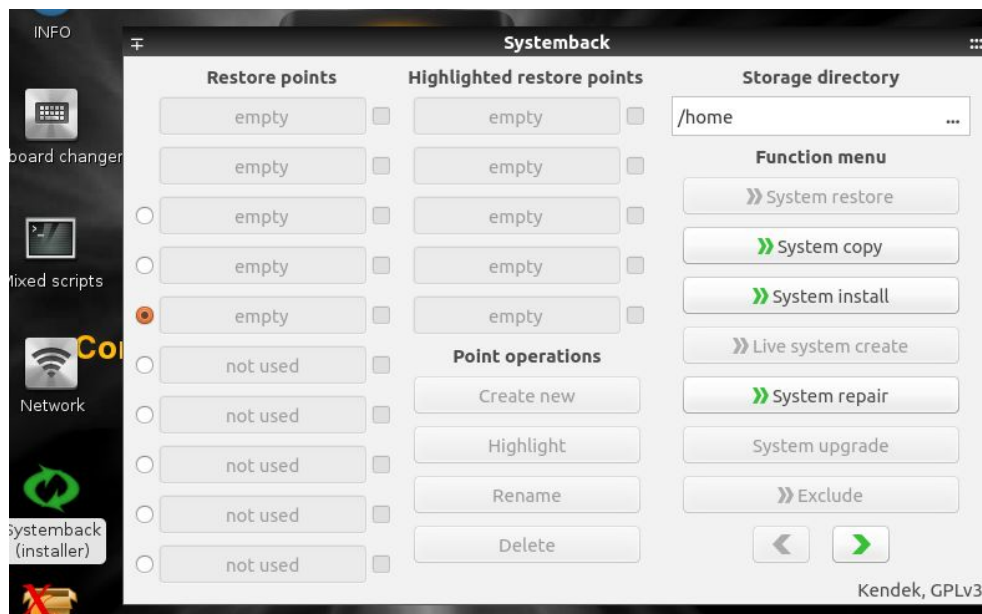 INFO
board changer
Mixed scripts
Co
Network
Systemback
(installer)
Systemback
Restore points
empty
empty
empty
empty
empty
not used
not used
not used
not used
not used
Highlighted restore points
empty
empty
empty
empty
empty
Point operations
Create new
Highlight
Rename
Delete
Storage directory
/home ...
Function menu
System restore
System copy
System install
Live system create
System repair
System upgrade
Exclude
Kendek, GPLv3